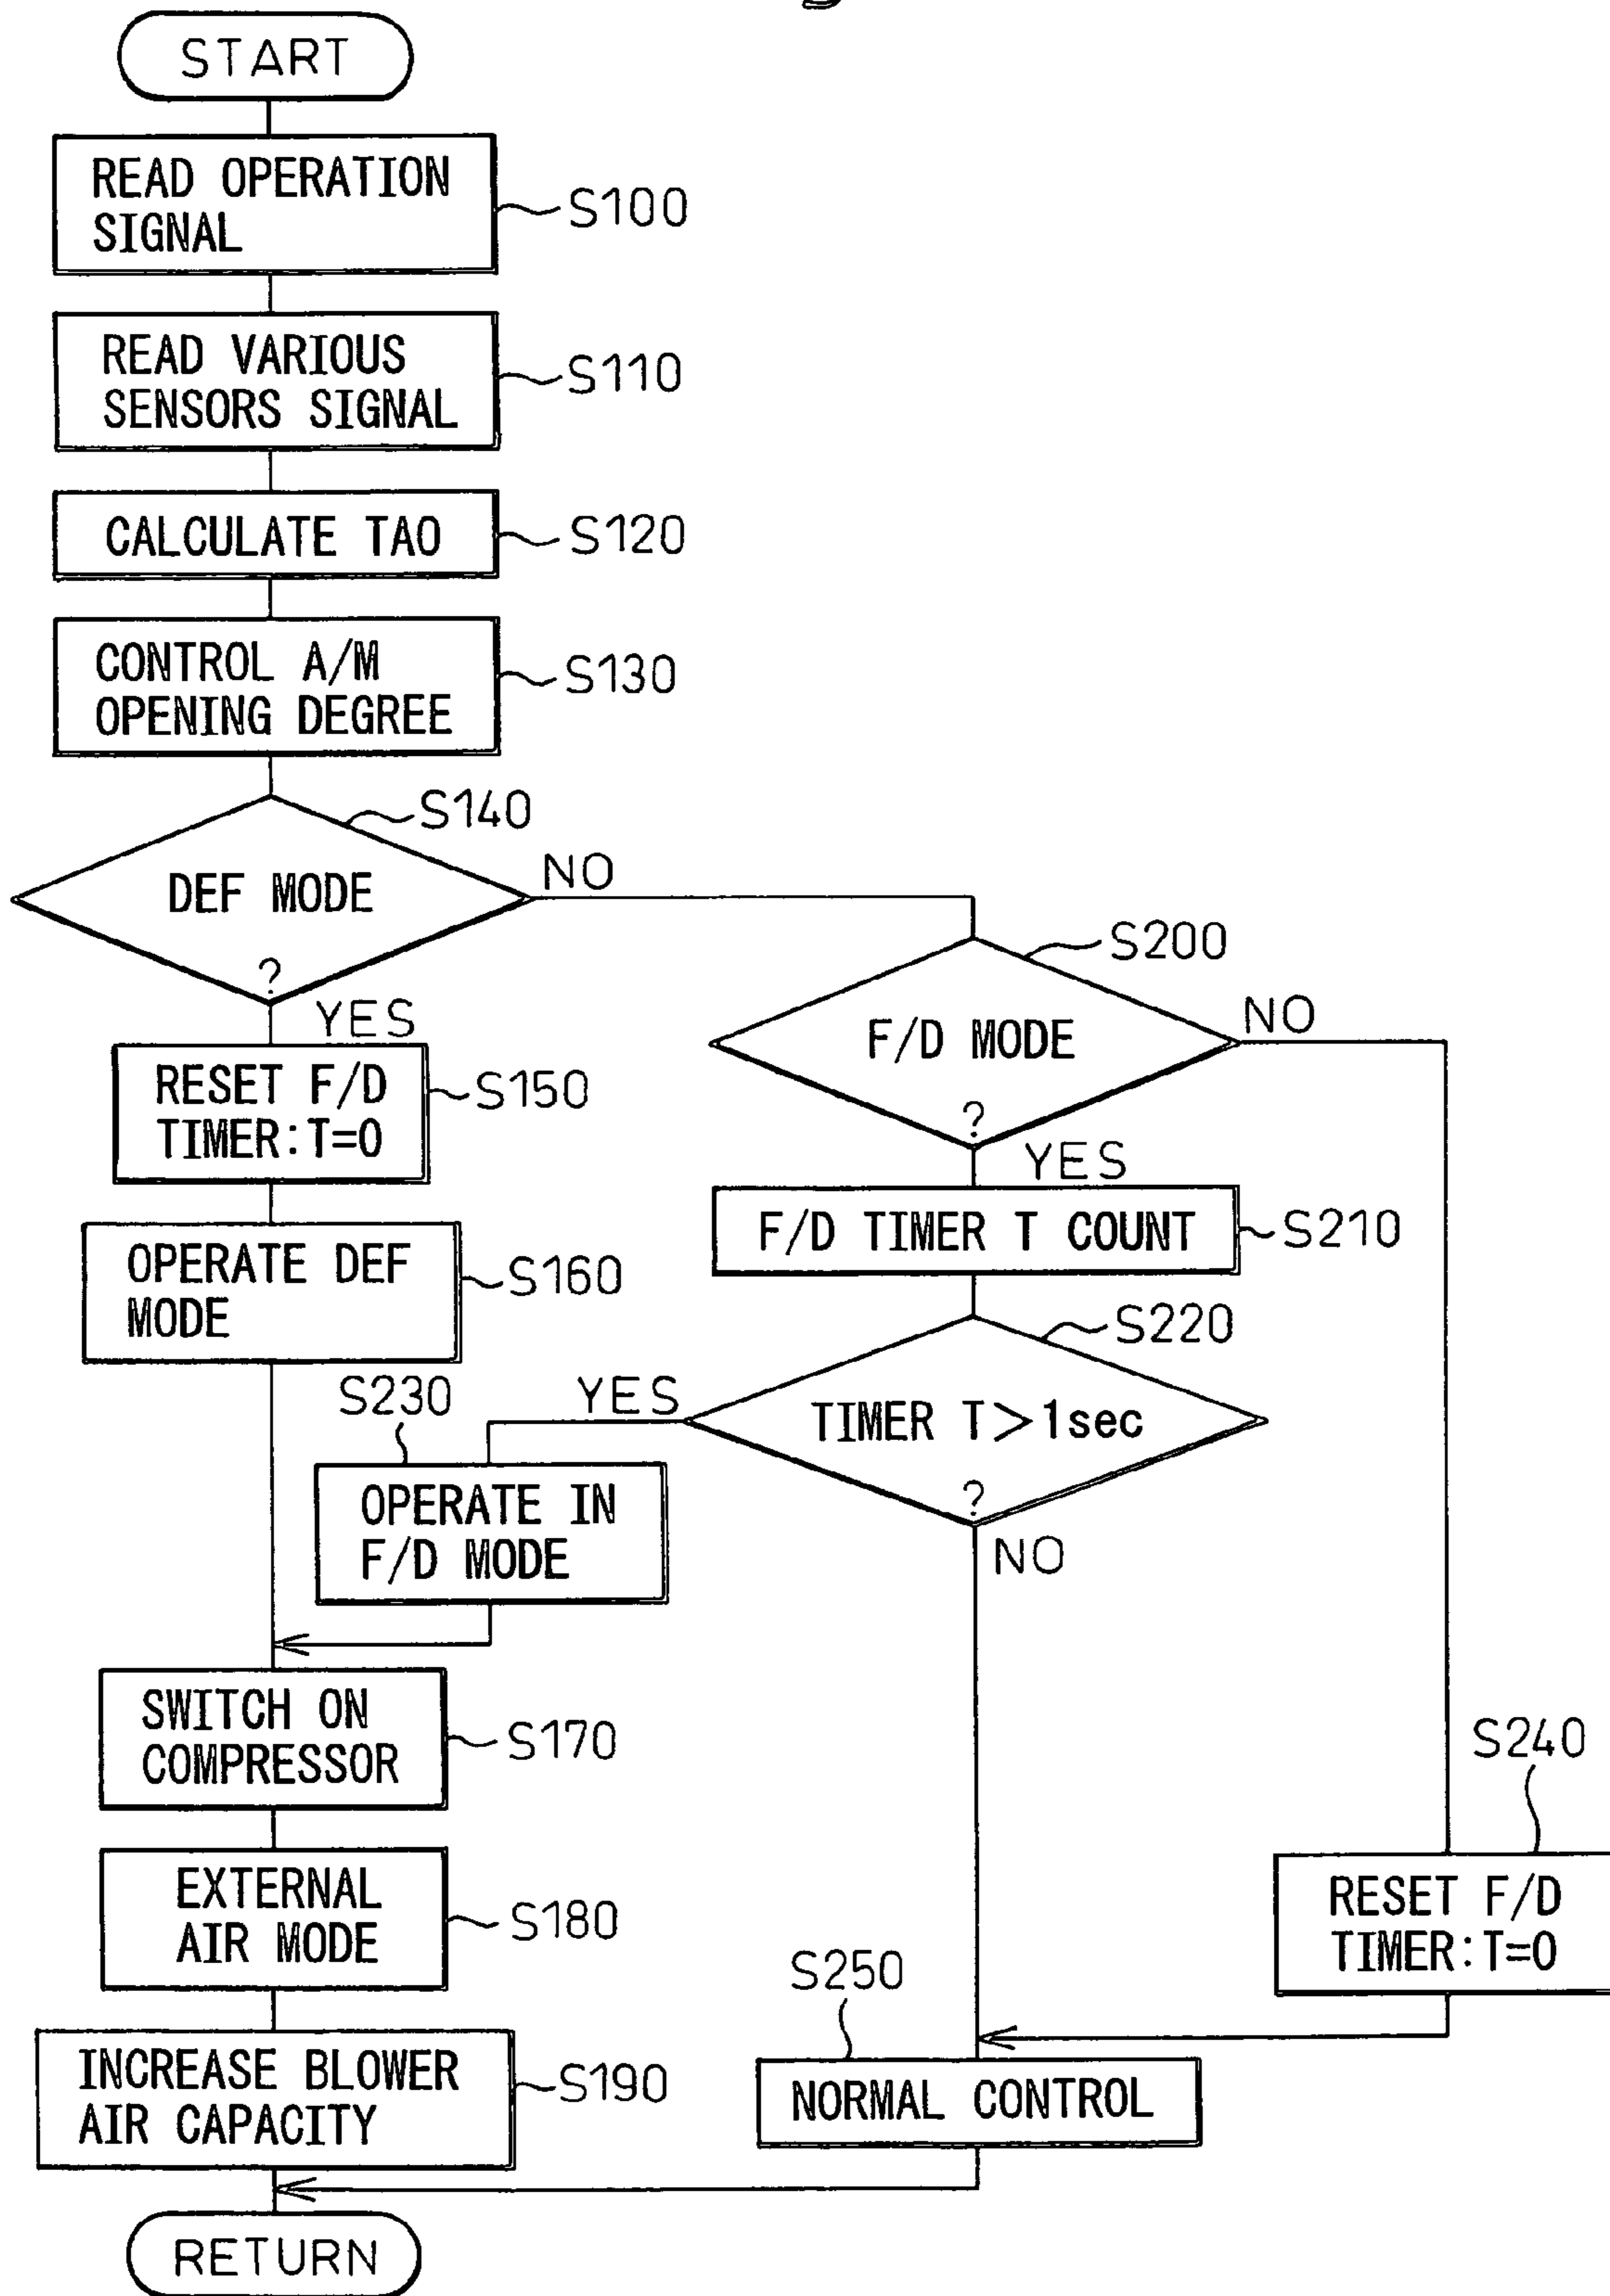 START
READ OPERATION
SIGNAL
S100
READ VARIOUS
SENSORS SIGNAL
S110
CALCULATE TAO
S120
CONTROL A/M
OPENING DEGREE
S130
S140
DEF MODE
?
NO
YES
RESET F/D
TIMER:T=0
S150
OPERATE DEF
MODE
S160
S200
F/D MODE
?
NO
YES
F/D TIMER T COUNT
S210
S220
TIMER T>1sec
?
YES
NO
S230
OPERATE IN
F/D MODE
SWITCH ON
COMPRESSOR
S170
EXTERNAL
AIR MODE
S180
INCREASE BLOWER
AIR CAPACITY
S190
S240
RESET F/D
TIMER:T=0
S250
NORMAL CONTROL
RETURN